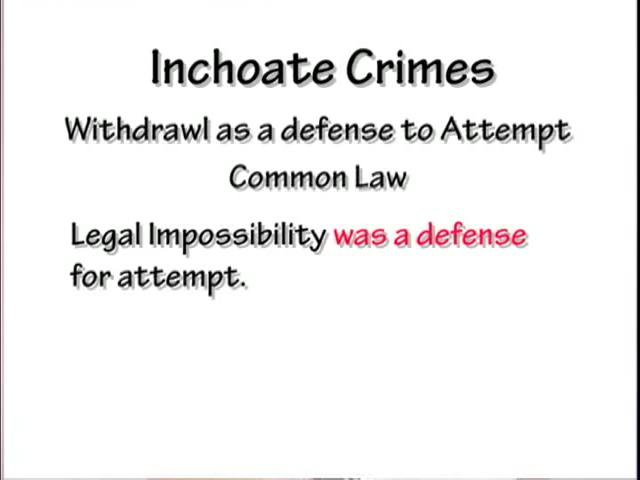 Inchoate Crimes
Withdrawl as a defense to Attempt
Common Law
Legal Impossibility was a defense
for attempt.